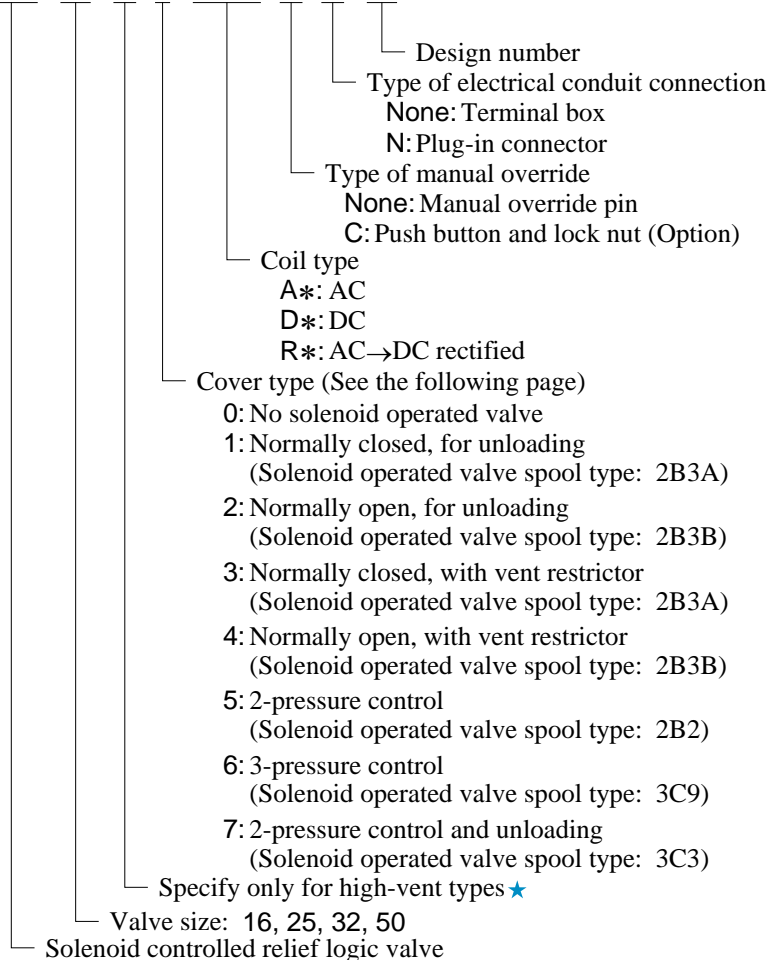 Design number
Type of electrical conduit connection
None: Terminal box
N: Plug-in connector
Type of manual override
None: Manual override pin
C: Push button and lock nut (Option)
Coil type
A*: AC
D*: DC
R*: AC→DC rectified
Cover type (See the following page)
0: No solenoid operated valve
1: Normally closed, for unloading
(Solenoid operated valve spool type: 2B3A)
2: Normally open, for unloading
(Solenoid operated valve spool type: 2B3B)
3: Normally closed, with vent restrictor
(Solenoid operated valve spool type: 2B3A)
4: Normally open, with vent restrictor
(Solenoid operated valve spool type: 2B3B)
5: 2-pressure control
(Solenoid operated valve spool type: 2B2)
6: 3-pressure control
(Solenoid operated valve spool type: 3C9)
7: 2-pressure control and unloading
(Solenoid operated valve spool type: 3C3)
Specify only for high-vent types★
Valve size: 16, 25, 32, 50
Solenoid controlled relief logic valve